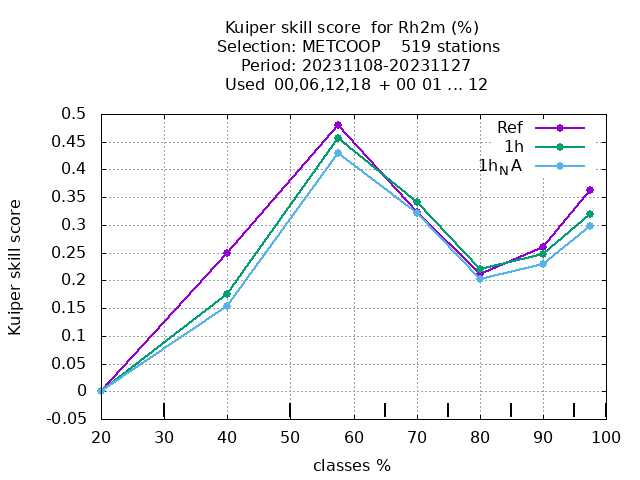 Kuiper skill score  for Rh2m (%)
Selection: METCOOP    519 stations
Period: 20231108-20231127
Used  00,06,12,18 + 00 01 ... 12
Ref
1h
1h_NA
Kuiper skill score
0.5
0.45
0.4
0.35
0.3
0.25
0.2
0.15
0.1
0.05
0
-0.05
20 30 40 50 60 70 80 90 100
classes %